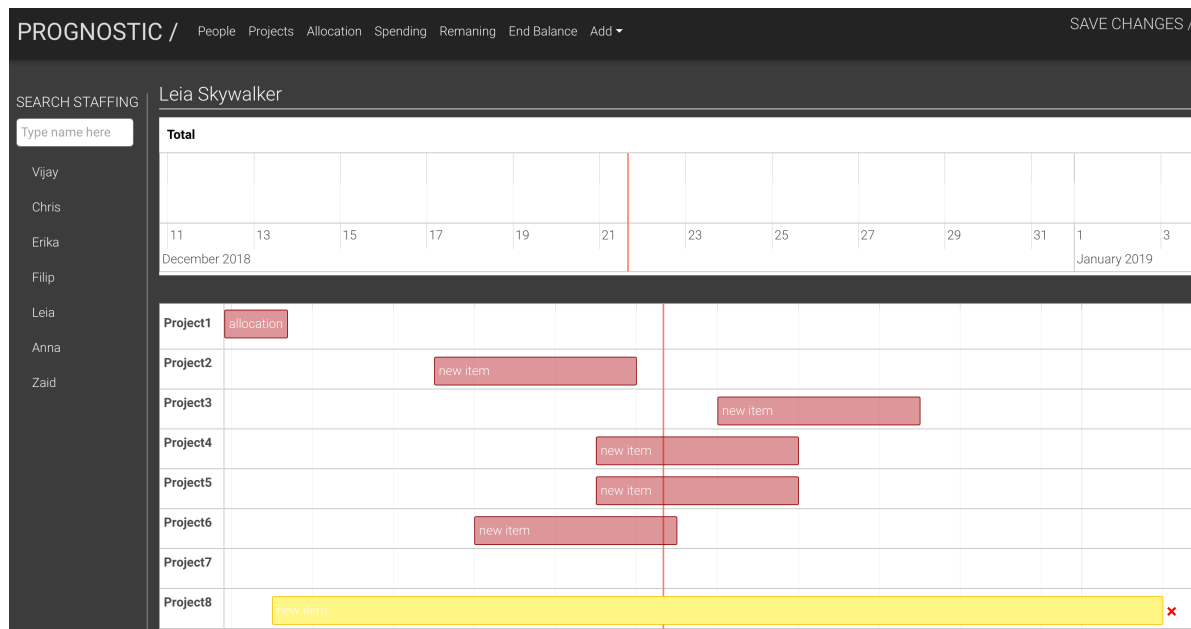 PROGNOSTIC / People Projects Allocation Spending Remaning End Balance Add SAVE CHANGES /
SEARCH STAFFING
Type name here
Vijay
Chris
Erika
Filip
Leia
Anna
Zaid
Leia Skywalker
Total
11 13 15 17 19 21 23 25 27 29 31 1 3
December 2018 January 2019
Project1 allocation
Project2 new item
Project3 new item
Project4 new item
Project5 new item
Project6 new item
Project7
Project8 new item